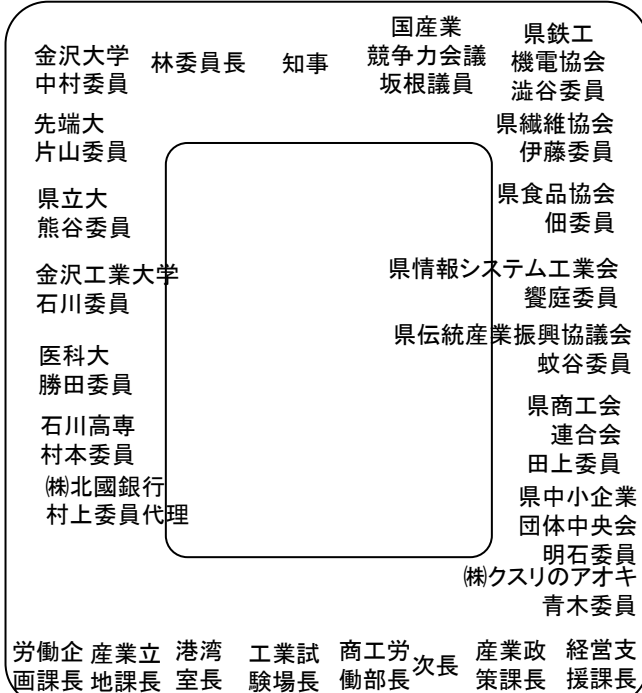 金沢大学
中村委員
林委員長
知事
国産業
競争力会議
坂根議員
県鉄工
機電協会
澁谷委員
先端大
片山委員
県繊維協会
伊藤委員
県立大
熊谷委員
県食品協会
佃委員
金沢工業大学
石川委員
県情報システム工業会
饗庭委員
県伝統産業振興協議会
蚊谷委員
医科大
勝田委員
県商工会
連合会
田上委員
石川高専
村本委員
㈱北國銀行
村上委員代理
県中小企業
団体中央会
明石委員
㈱クスリのアオキ
青木委員
労働企
画課長
産業立
地課長
港湾
室長
工業試
験場長
商工労
働部長
次長
産業政
策課長
経営支
援課長